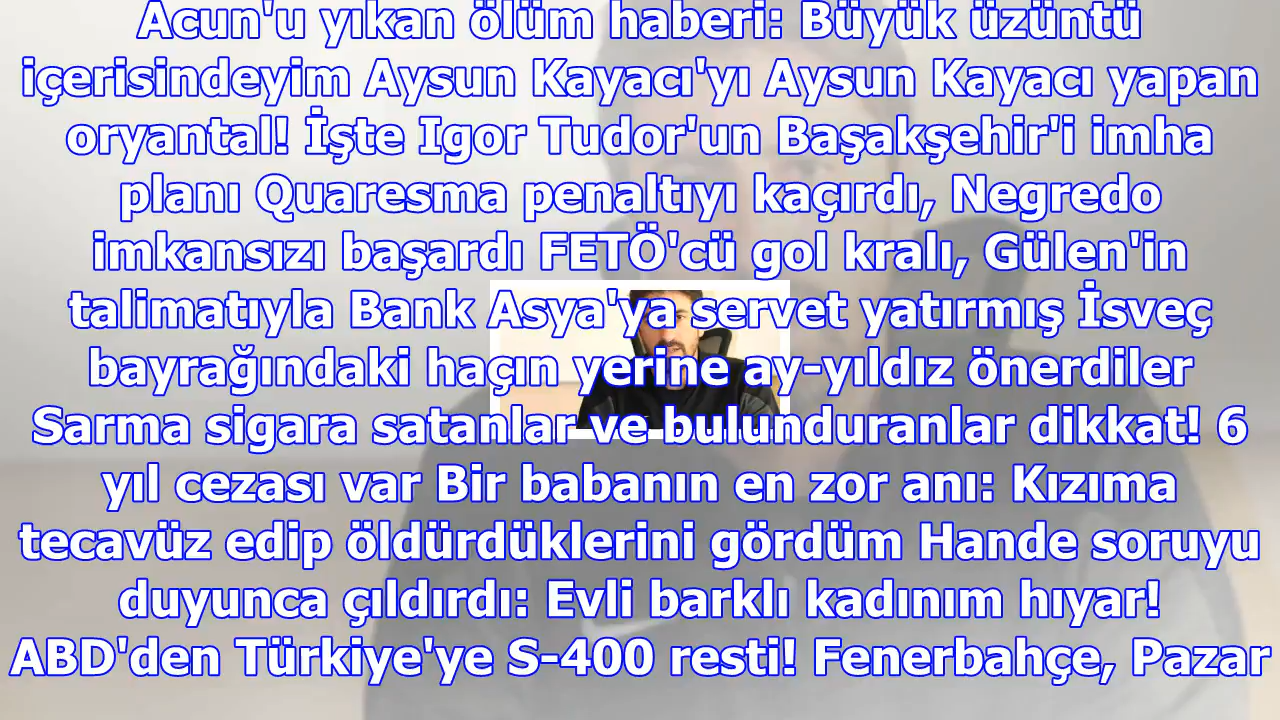 Acun'u yıkan ölüm haberi: Büyük üzüntü
içerisindeyim Aysun Kayacı'yı Aysun Kayacı yapan
oryantal! İşte Igor Tudor'un Başakşehir'i imha
planı Quaresma penaltıyı kaçırdı, Negredo
imkansızı başardı FETÖ'cü gol kralı, Gülen'in
talimatıyla Bank Asya'ya servet yatırmış İsveç
bayrağındaki haçın yerine ay-yıldız önerdiler
Sarma sigara satanlar ve bulunduranlar dikkat! 6
yıl cezası var Bir babanın en zor anı: Kızıma
tecavüz edip öldürdüklerini gördüm Hande soruyu
duyunca çıldırdı: Evli barklı kadınım hıyar!
ABD'den Türkiye'ye S-400 resti! Fenerbahçe, Pazar